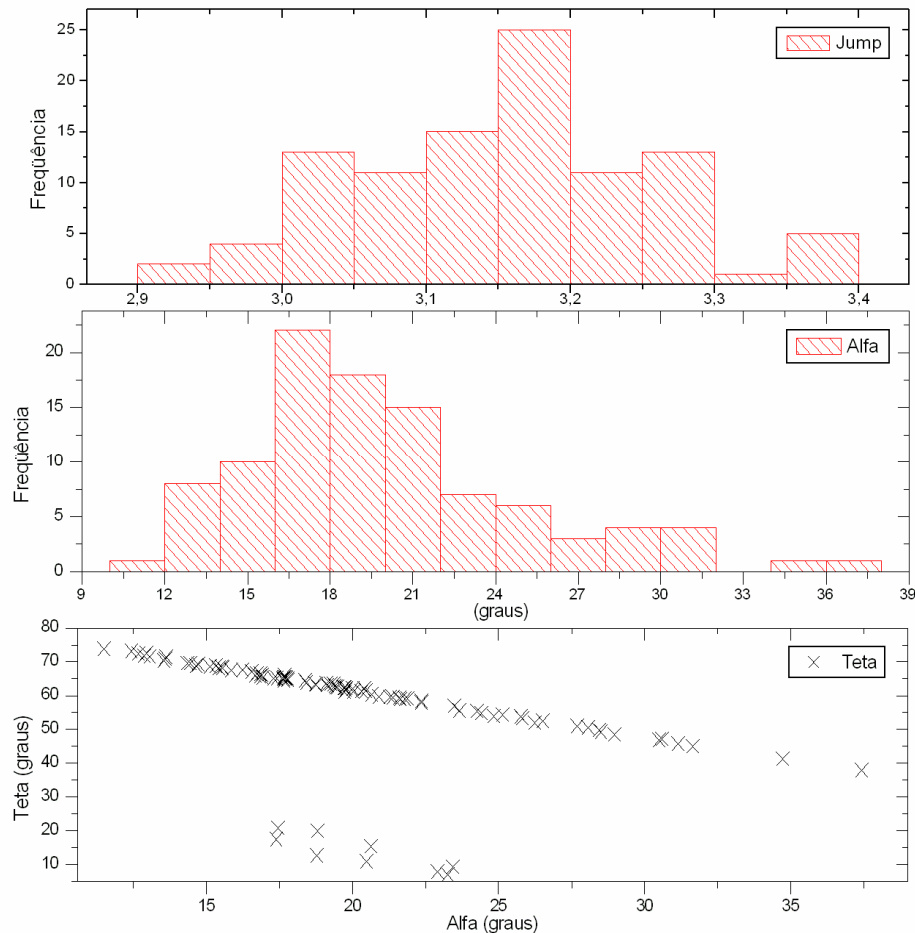 25
20
15
10
5
0
Freqüência
Jump
2,9 3,0 3,1 3,2 3,3 3,4
20
15
10
5
0
Freqüência
Alfa
9 12 15 18 21 24 27 30 33 36 39
(graus)
80
70
60
50
40
30
20
10
Teta (graus)
Teta
15 20 25 30 35
Alfa (graus)